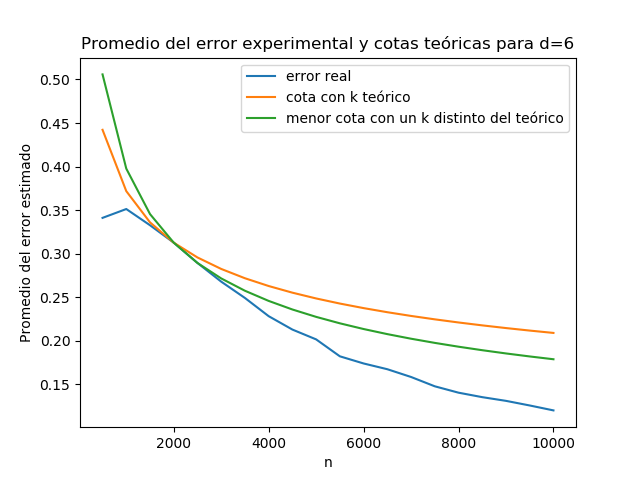 Promedio del error experimental y cotas teóricas para d=6
error real
cota con k teórico
menor cota con un k distinto del teórico
Promedio del error estimado
0.50
0.45
0.40
0.35
0.30
0.25
0.20
0.15
2000
4000
6000
8000
10000
n